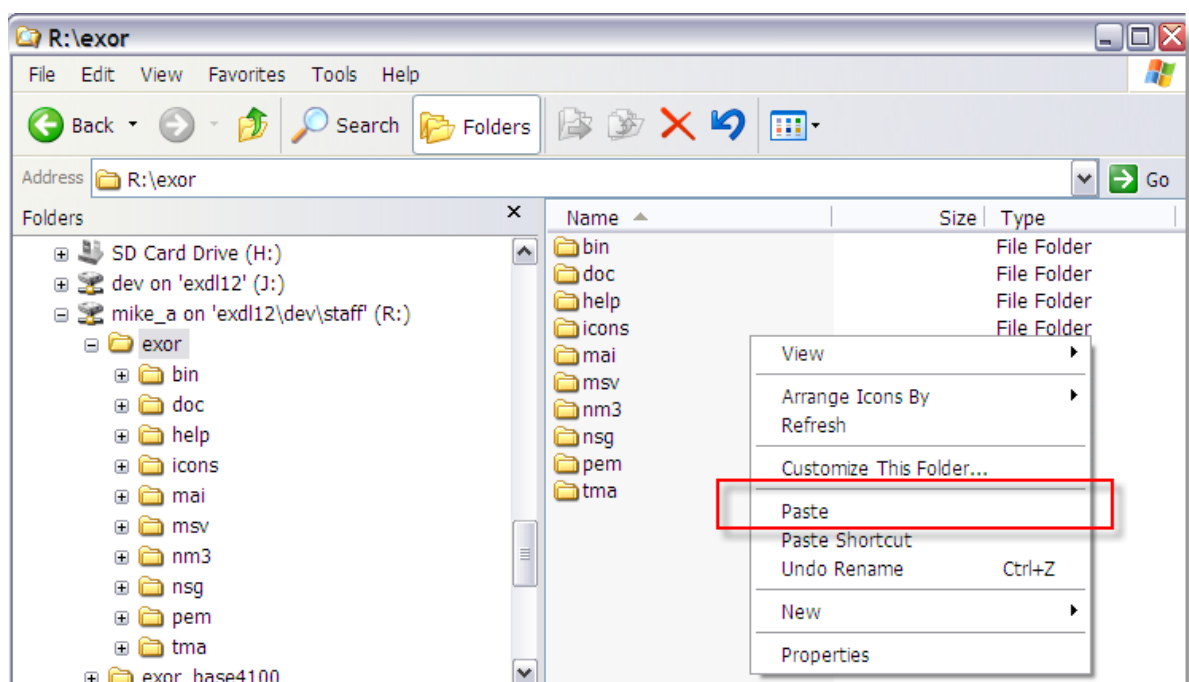 R:\exor
File Edit View Favorites Tools Help
Back Search Folders
Address R:\exor Go
Folders x
SD Card Drive (H:)
dev on 'exdl12' (J:)
mike_a on 'exdl12\dev\staff' (R:)
exor
bin
doc
help
icons
mai
msv
nm3
nsg
pem
tma
exor_base4100
Name Size Type
bin File Folder
doc File Folder
help File Folder
icons File Folder
mai
msv
nm3
nsg
pem
tma
View
Arrange Icons By
Refresh
Customize This Folder...
Paste
Paste Shortcut
Undo Rename Ctrl+Z
New
Properties